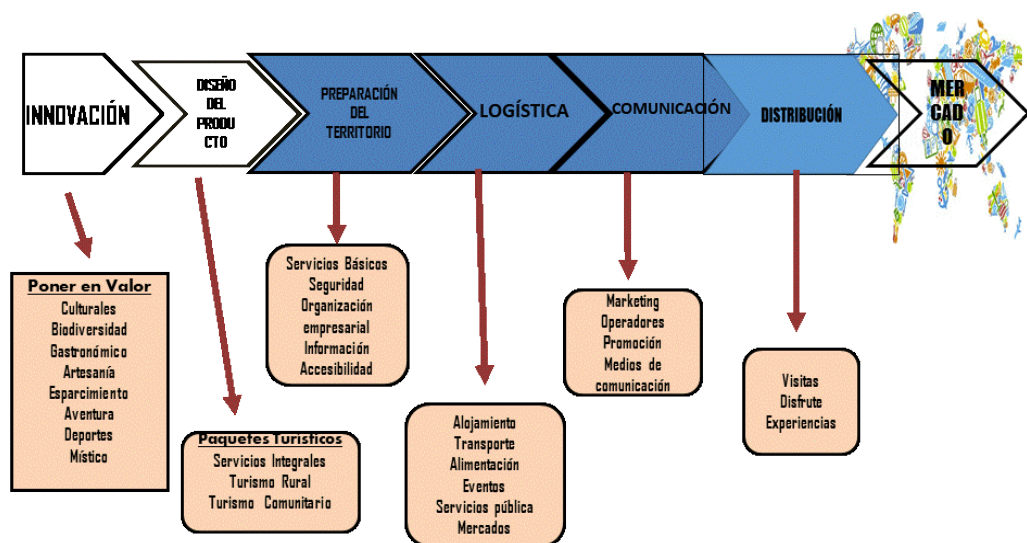 INNOVACIÓN
DISEÑO
DEL
PRODU
CTO
PREPARACIÓN
DEL
TERRITORIO
LOGÍSTICA
COMUNICACIÓN
DISTRIBUCIÓN
MER
CAD
O
Poner en Valor
Culturales
Biodiversidad
Gastronómico
Artesanía
Esparcimiento
Aventura
Deportes
Místico
Paquetes Turísticos
Servicios Integrales
Turismo Rural
Turismo Comunitario
Servicios Básicos
Seguridad
Organización
empresarial
Información
Accesibilidad
Alojamiento
Transporte
Alimentación
Eventos
Servicios pública
Mercados
Marketing
Operadores
Promoción
Medios de
comunicación
Visitas
Disfrute
Experiencias